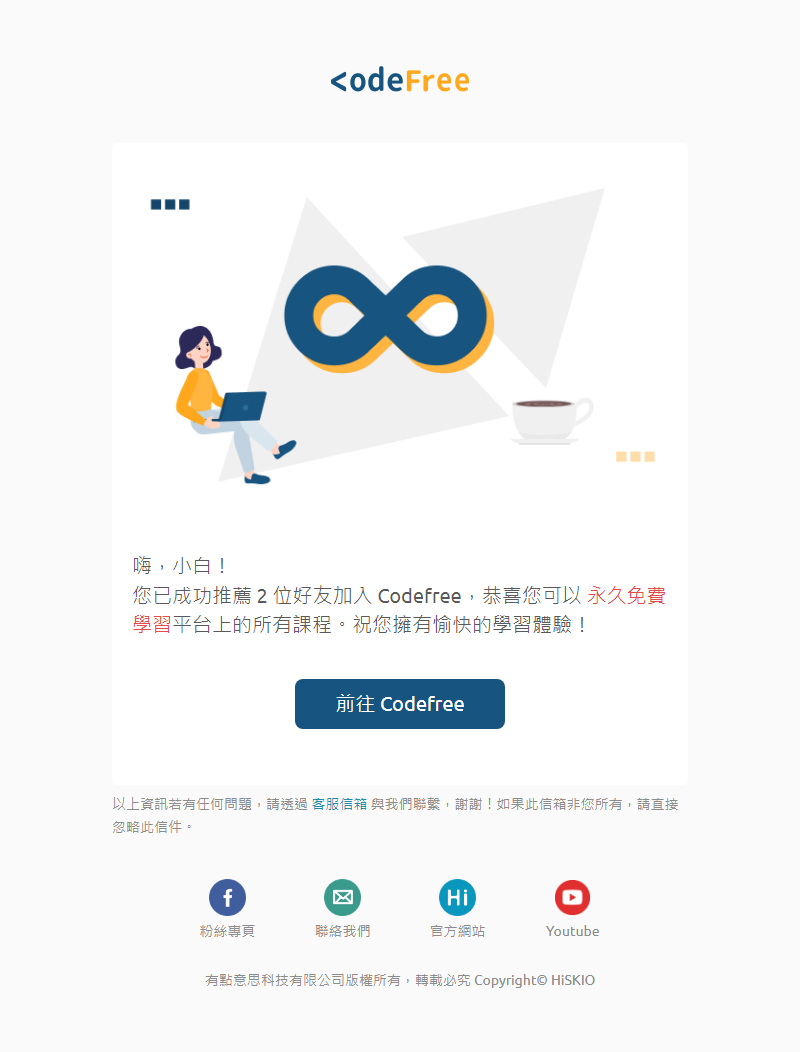 <odeFree
嗨，小白！
您已成功推薦 2 位好友加入 Codefree，恭喜您可以 永久免費
學習平台上的所有課程。祝您擁有愉快的學習體驗！
前往 Codefree
以上資訊若有任何問題，請透過 客服信箱 與我們聯繫，謝謝！如果此信箱非您所有，請直接
忽略此信件。
f
Hi
粉絲專頁
聯絡我們
官方網站
Youtube
有點意思科技有限公司版權所有，轉載必究 Copyright© HiSKIO